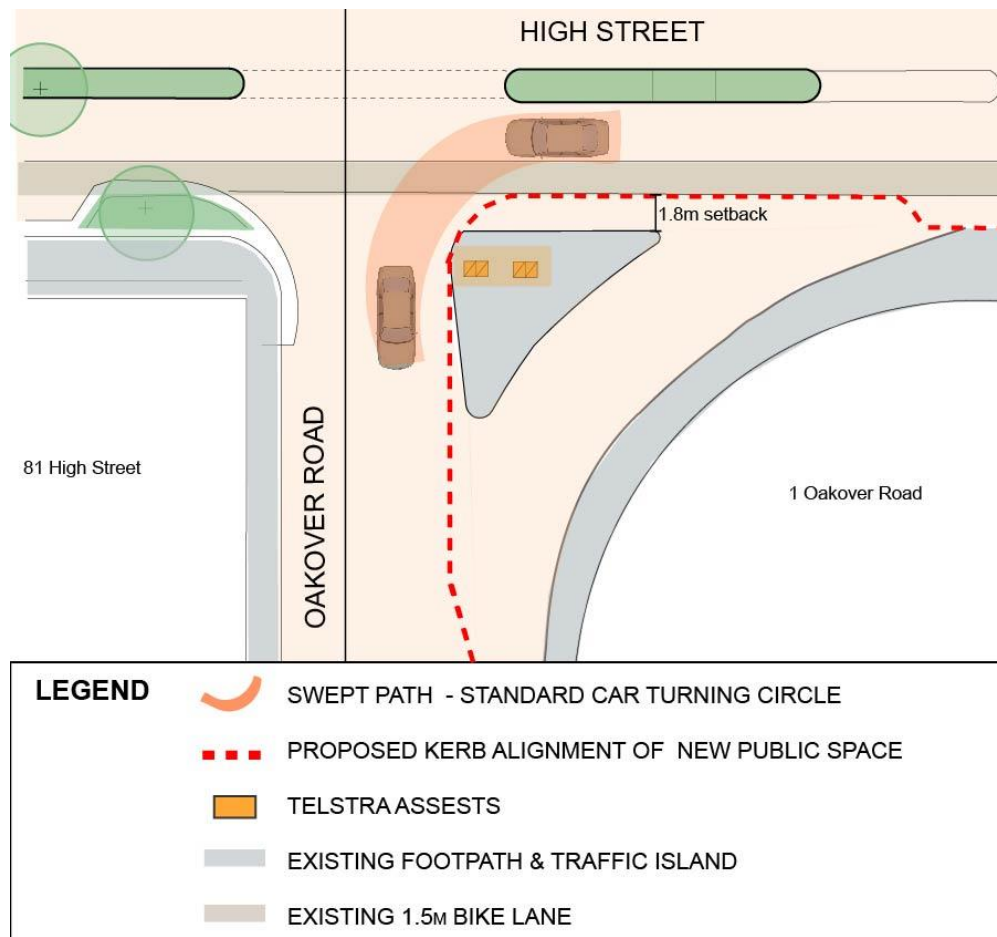 HIGH STREET
1.8m setback
81 High Street
OAKOVER ROAD
1 Oakover Road
LEGEND
SWEPT PATH - STANDARD CAR TURNING CIRCLE
PROPOSED KERB ALIGNMENT OF NEW PUBLIC SPACE
TELSTRA ASSESTS
EXISTING FOOTPATH & TRAFFIC ISLAND
EXISTING 1.5M BIKE LANE